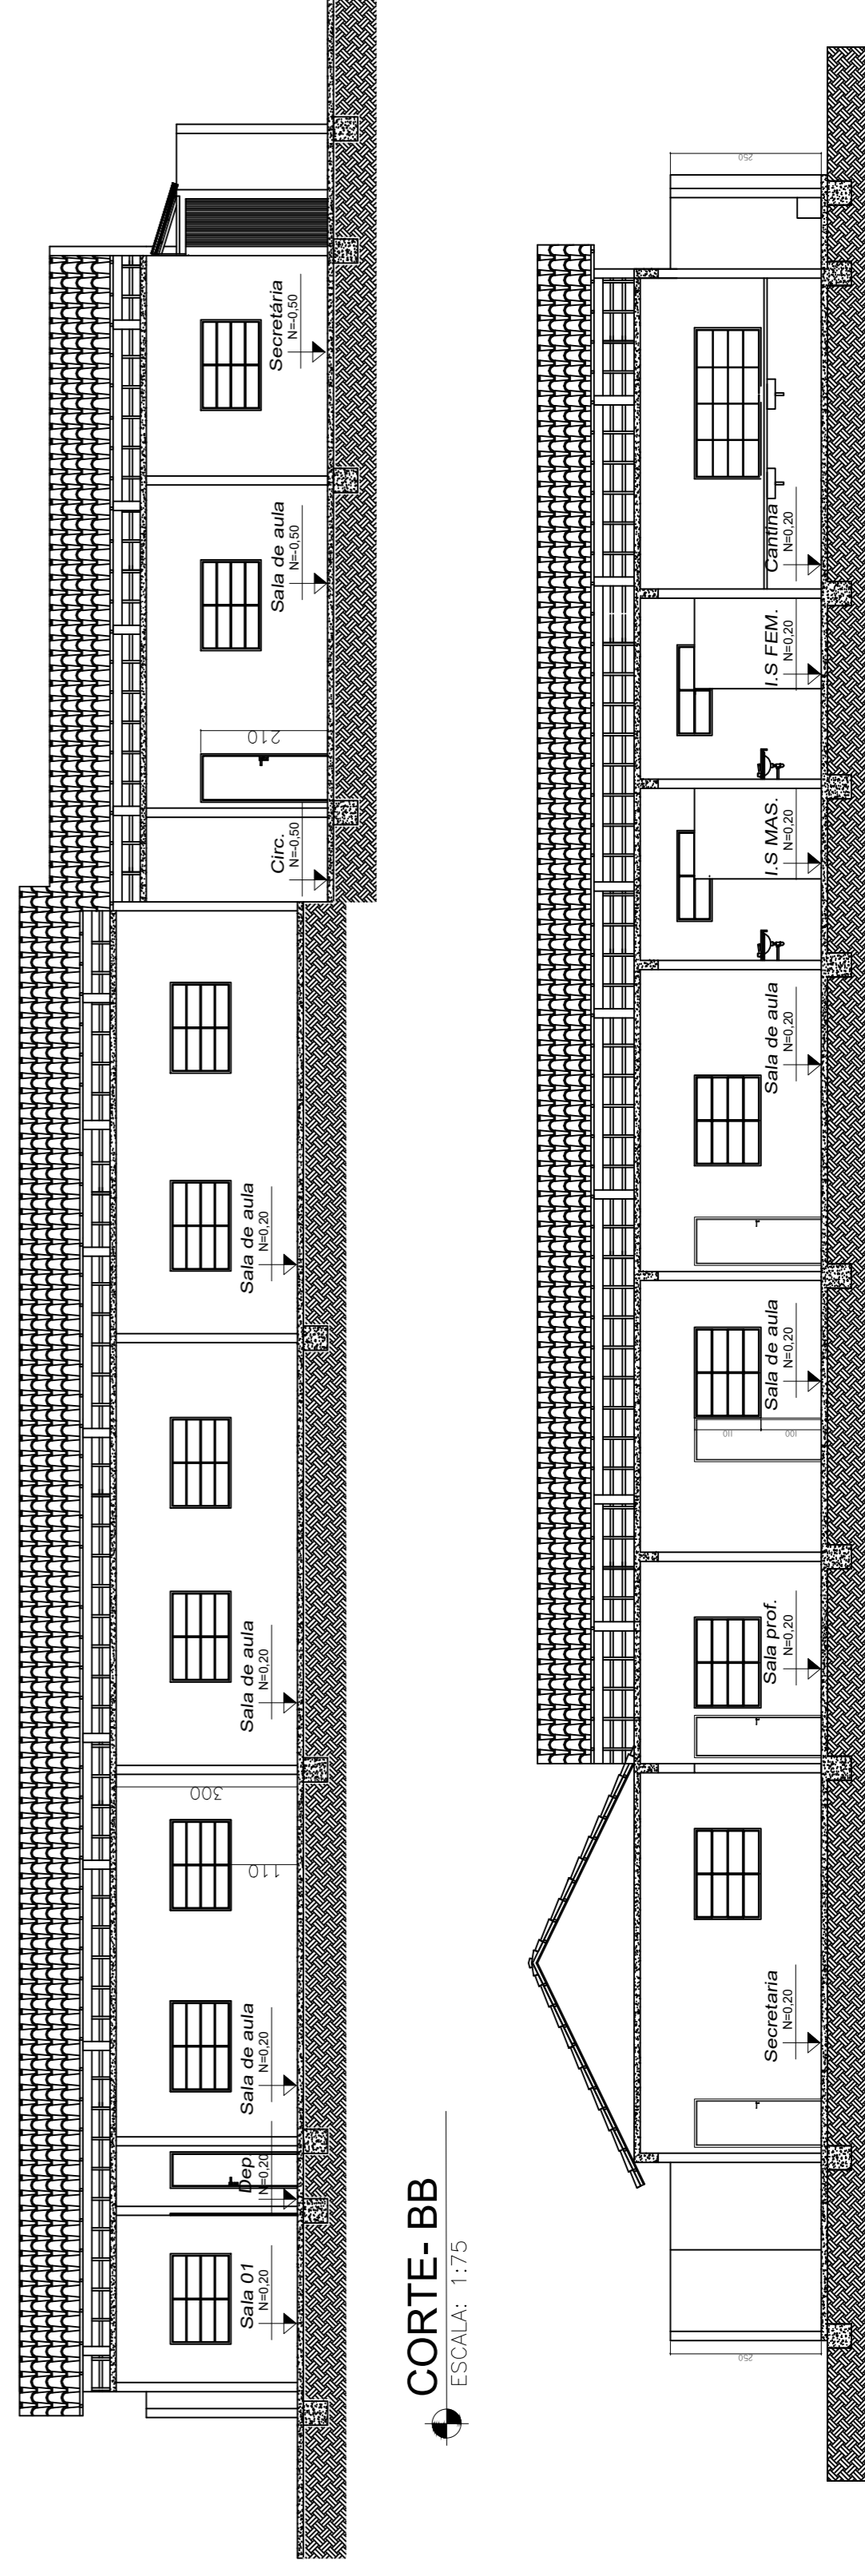 Sala 01
N=0,20
Dep.
N=0,20
Sala de aula
N=0,20
110
300
Sala de aula
N=0,20
Sala de aula
N=0,20
Circ.
N=-0,50
210
Sala de aula
N=-0,50
Secretária
N=-0,50
CORTE- BB
ESCALA: 1:75
250
Secretaria
N=0,20
Sala prof.
N=0,20
110
100
Sala de aula
N=0,20
Sala de aula
N=0,20
I.S MAS.
N=0,20
I.S FEM.
N=0,20
Cantina
N=0,20
250